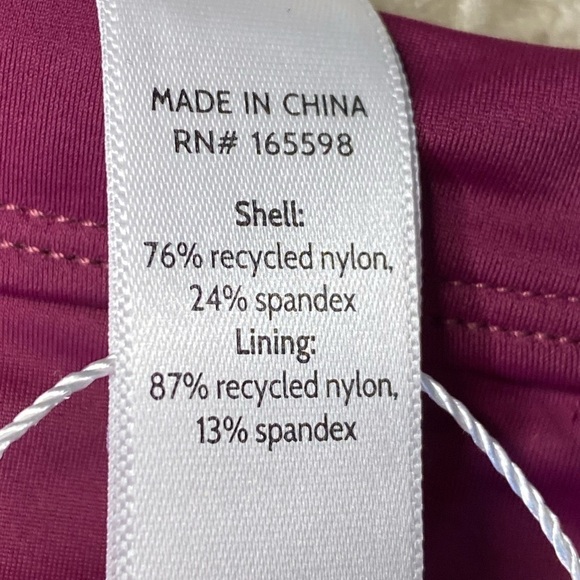 MADE IN CHINA
RN# 165598
Shell:
76% recycled nylon,
24% spandex
Lining:
87% recycled nylon,
13% spandex